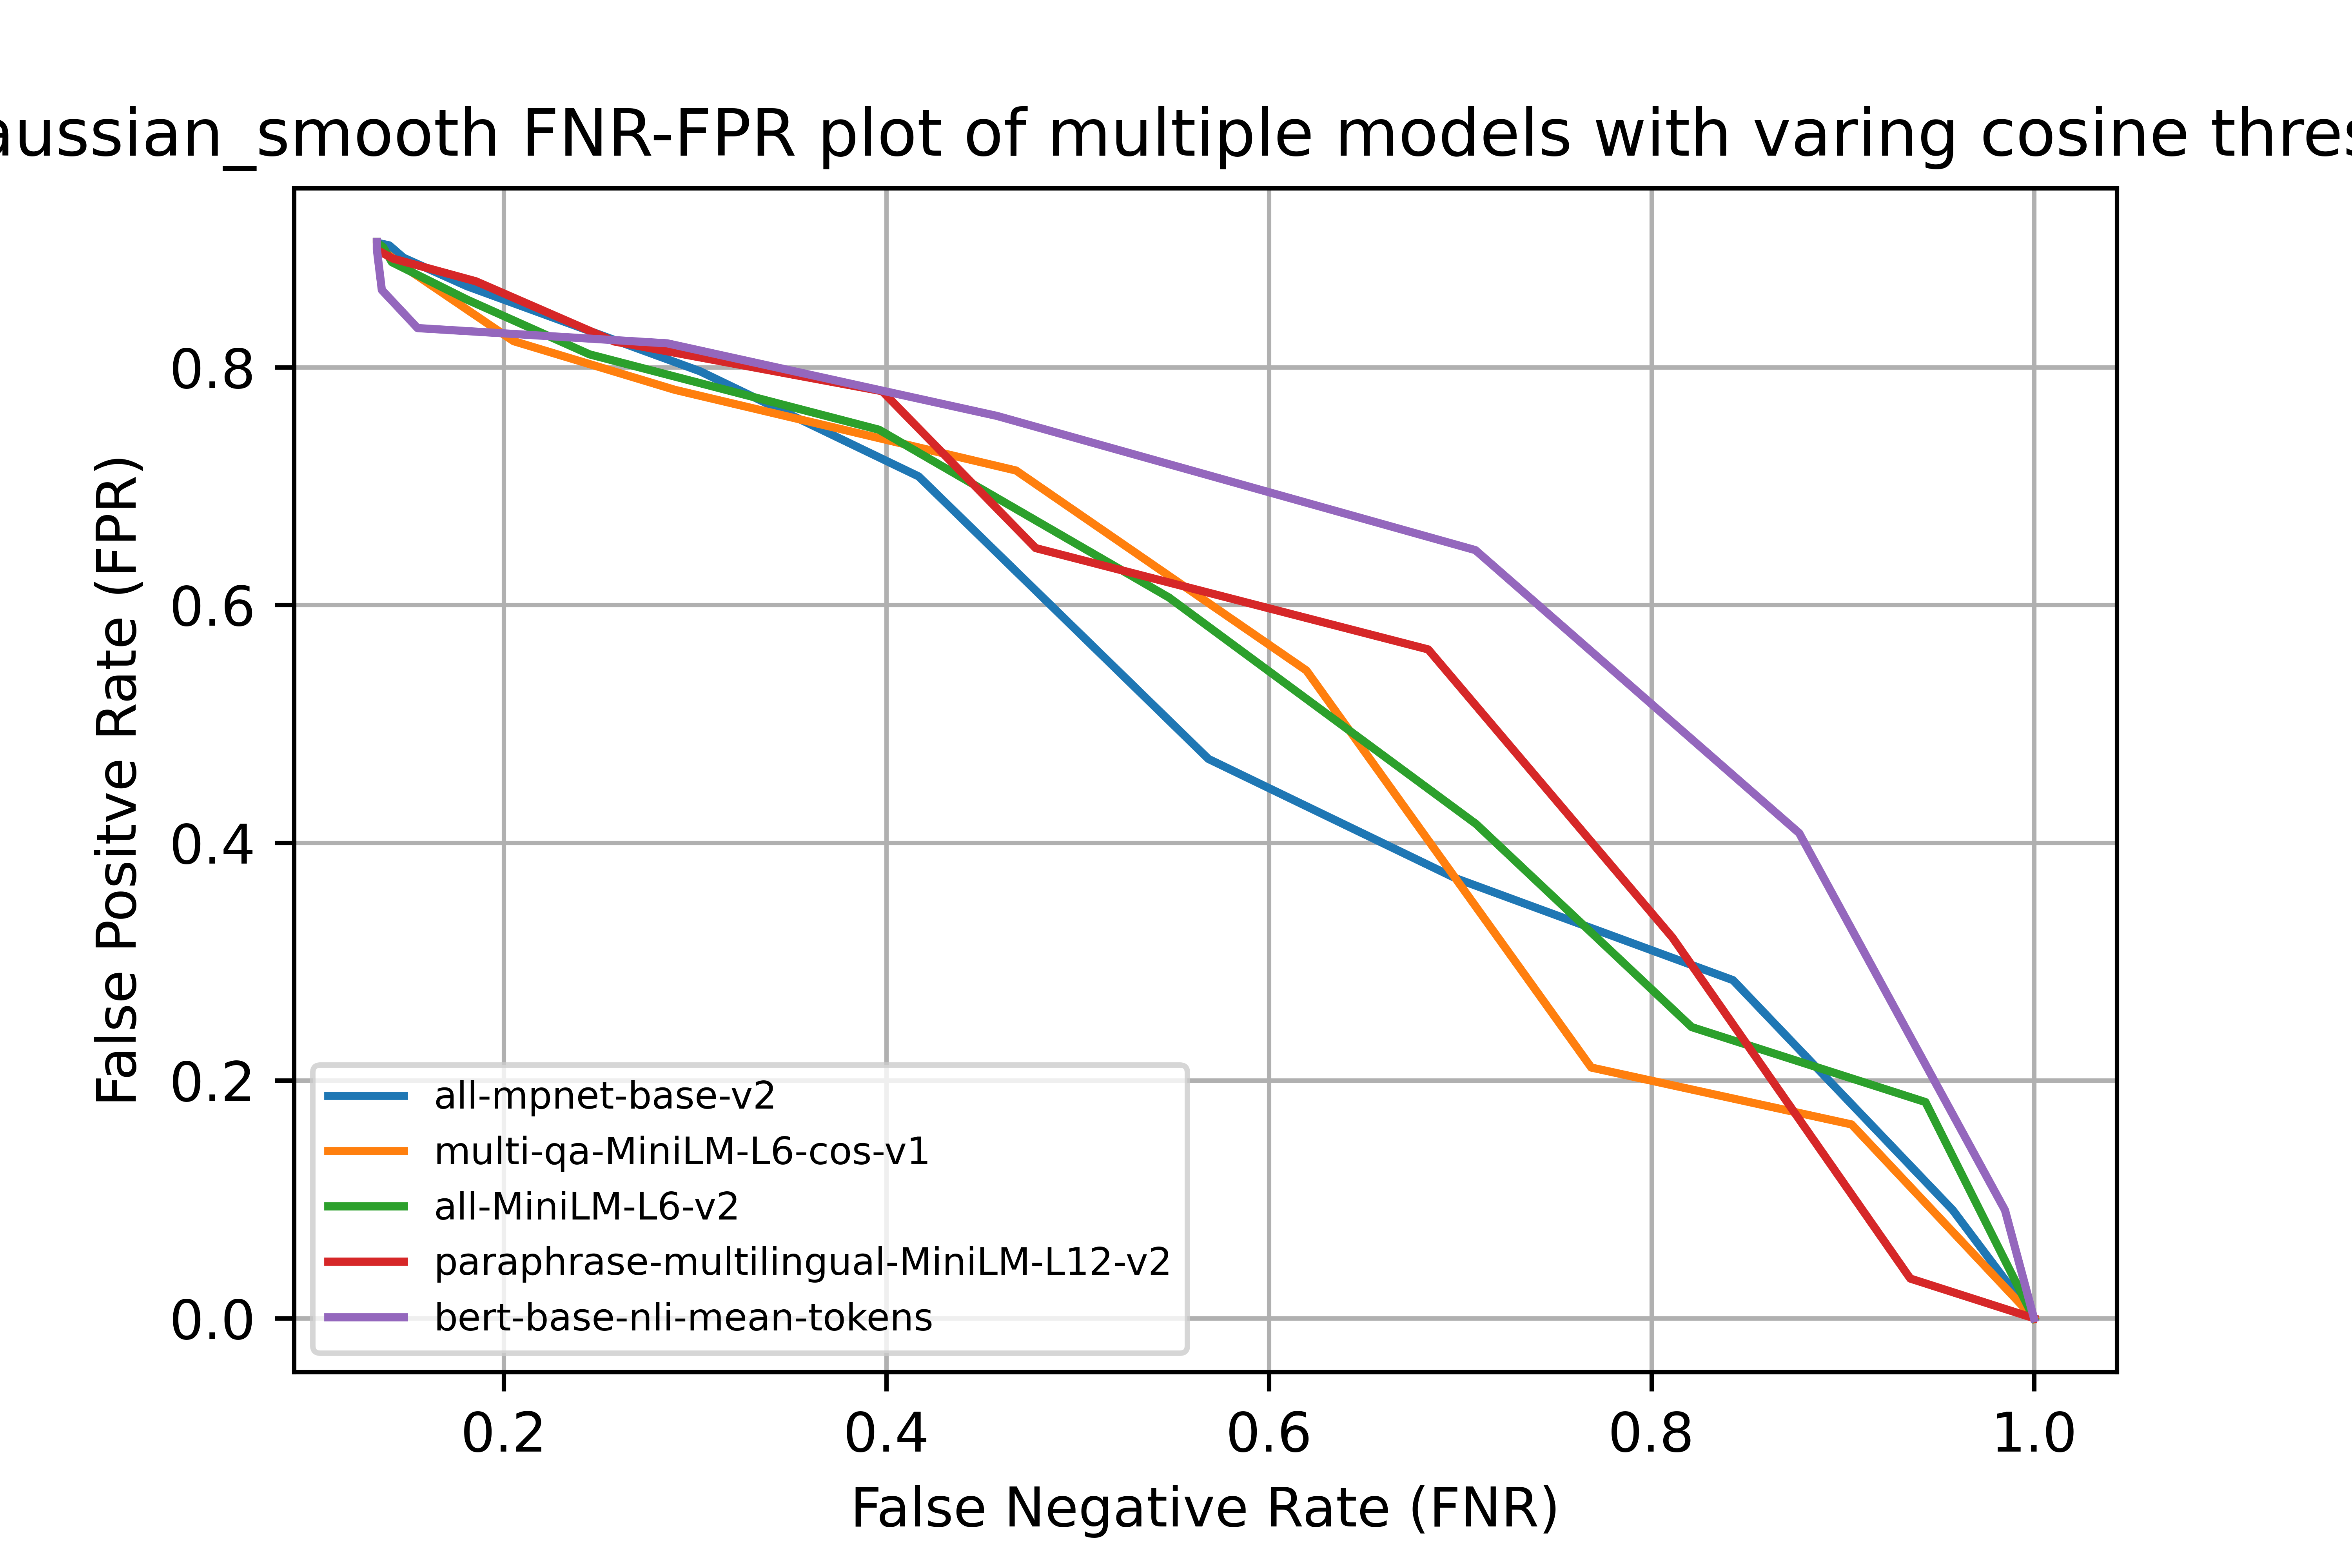 aussian_smooth FNR-FPR plot of multiple models with varing cosine thres
False Positve Rate (FPR)
0.8
0.6
0.4
0.2
0.0
all-mpnet-base-v2
multi-qa-MiniLM-L6-cos-v1
all-MiniLM-L6-v2
paraphrase-multilingual-MiniLM-L12-v2
bert-base-nli-mean-tokens
0.2 0.4 0.6 0.8 1.0
False Negative Rate (FNR)